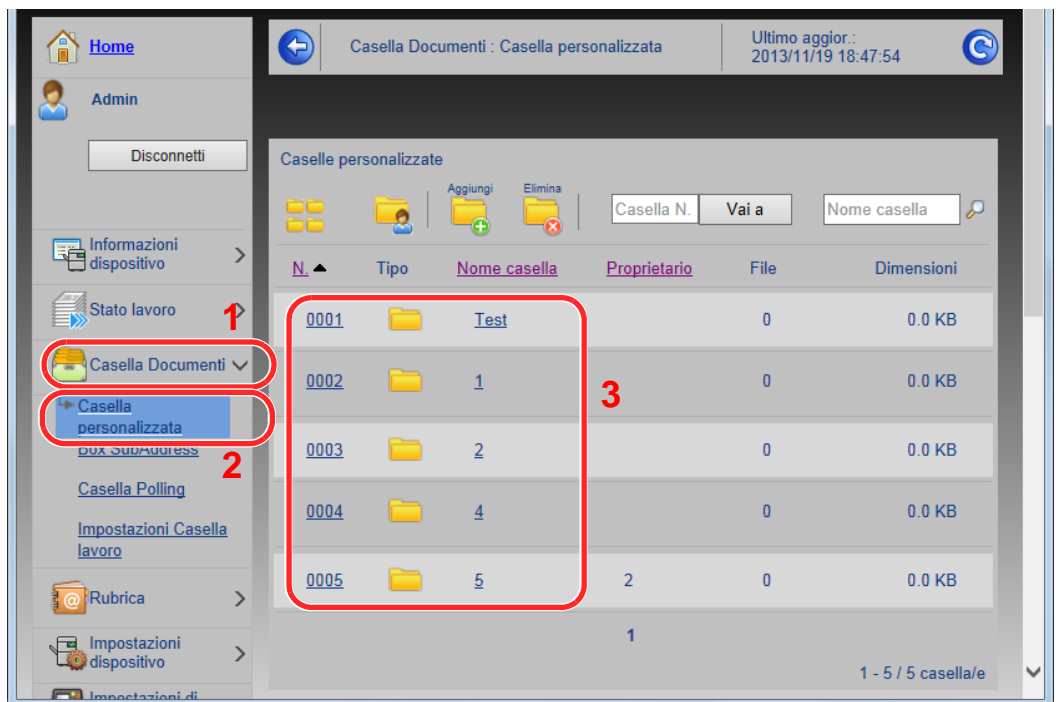 Home
Admin
Disconnetti
Informazioni
dispositivo
Stato lavoro
1
Casella Documenti
Casella
personalizzata
2
Box SubAddress
Casella Polling
Impostazioni Casella
lavoro
Rubrica
Impostazioni
dispositivo
Impostazioni di
Casella Documenti : Casella personalizzata
Ultimo aggior.:
2013/11/19 18:47:54
Caselle personalizzate
Aggiungi
Elimina
Casella N.
Vai a
Nome casella
N. Tipo Nome casella Proprietario File Dimensioni
0001 Test 0 0.0 KB
0002 1 0 0.0 KB
3
0003 2 0 0.0 KB
0004 4 0 0.0 KB
0005 5 2 0 0.0 KB
1
1 - 5 / 5 casella/e